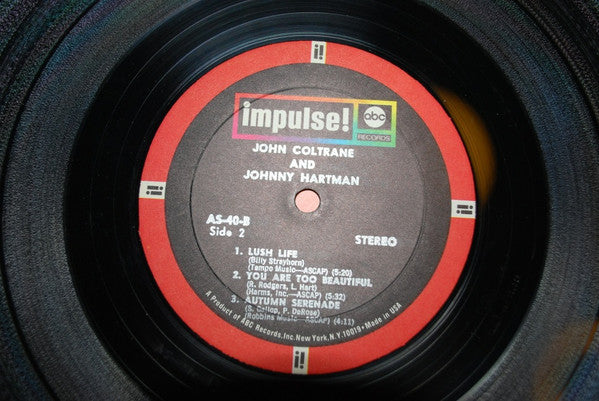 impulse! abc RECORDS
JOHN COLTRANE
AND
JOHNNY HARTMAN
AS-40-B
Side 2
STEREO
1. LUSH LIFE
(Billy Strayhorn)
(Tempo Music—ASCAP) (5:20)
2. YOU ARE TOO BEAUTIFUL
(R. Rodgers, L. Hart)
(Harms, Inc.—ASCAP) (5:32)
3. AUTUMN SERENADE
(S. Gallop, P. DeRose)
(Robbins Music—ASCAP) (4:11)
A Product of ABC Records, Inc. New York, N.Y. 10019 • Made in USA
i!
i!
i!
i!